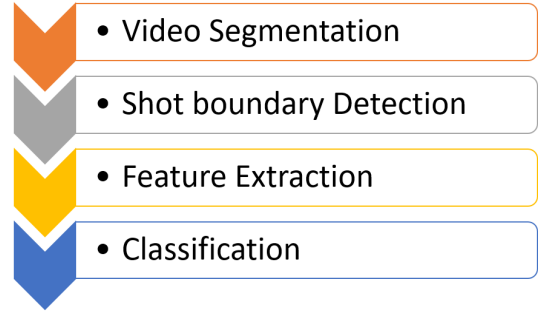 • Video Segmentation
• Shot boundary Detection
• Feature Extraction
• Classification